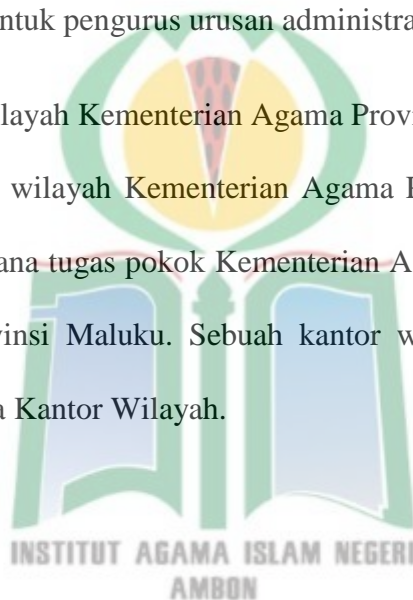 ntuk pengurus urusan administra
ilayah Kementerian Agama Provi
wilayah Kementerian Agama
ana tugas pokok Kementerian A
vinsi Maluku. Sebuah kantor w
a Kantor Wilayah.
INSTITUT AGAMA ISLAM NEGERI
AMBON